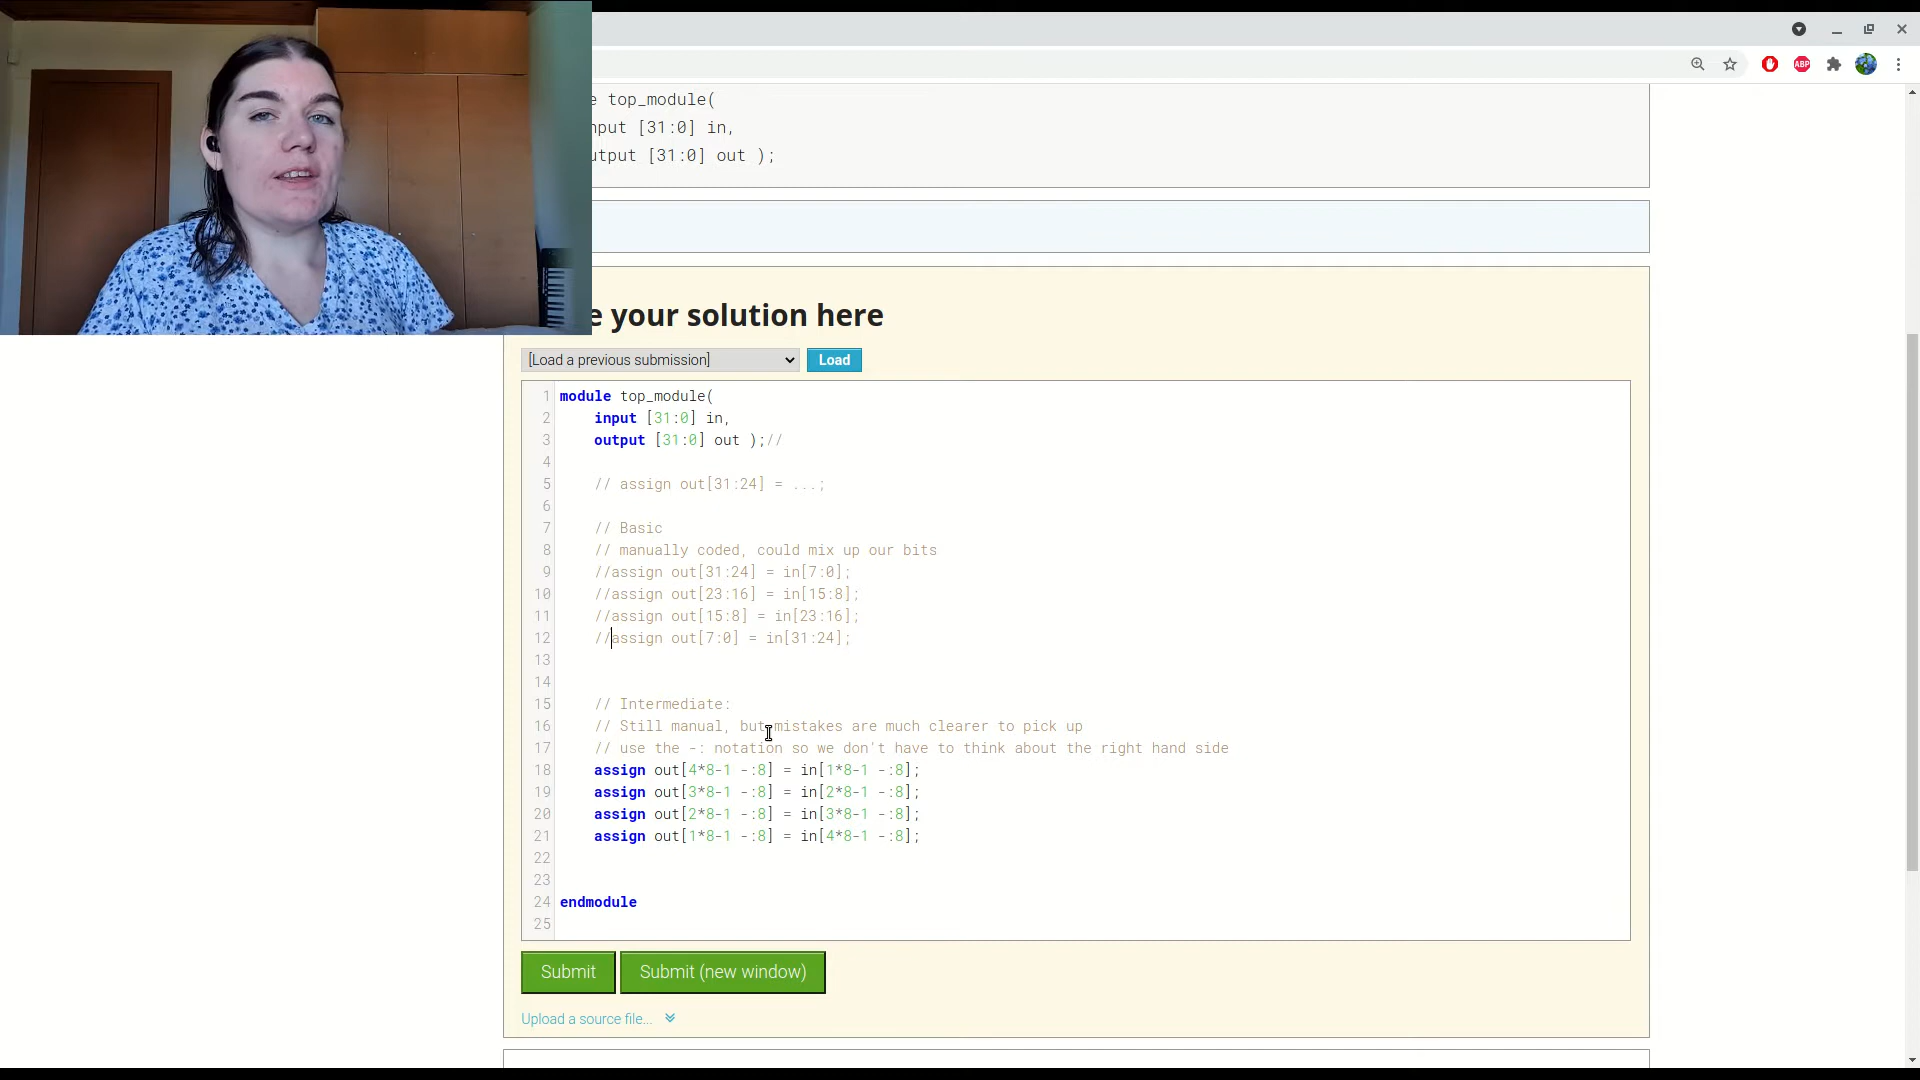 e top_module(
nput [31:0] in,
utput [31:0] out );
e your solution here
[Load a previous submission]
Load
1 module top_module(
2 input [31:0] in,
3 output [31:0] out );//
4
5 // assign out[31:24] = ...;
6
7 // Basic
8 // manually coded, could mix up our bits
9 //assign out[31:24] = in[7:0];
10 //assign out[23:16] = in[15:8];
11 //assign out[15:8] = in[23:16];
12 //assign out[7:0] = in[31:24];
13
14
15 // Intermediate:
16 // Still manual, but mistakes are much clearer to pick up
17 // use the -: notation so we don't have to think about the right hand side
18 assign out[4*8-1 -:8] = in[1*8-1 -:8];
19 assign out[3*8-1 -:8] = in[2*8-1 -:8];
20 assign out[2*8-1 -:8] = in[3*8-1 -:8];
21 assign out[1*8-1 -:8] = in[4*8-1 -:8];
22
23
24 endmodule
25
Submit
Submit (new window)
Upload a source file...
ABP